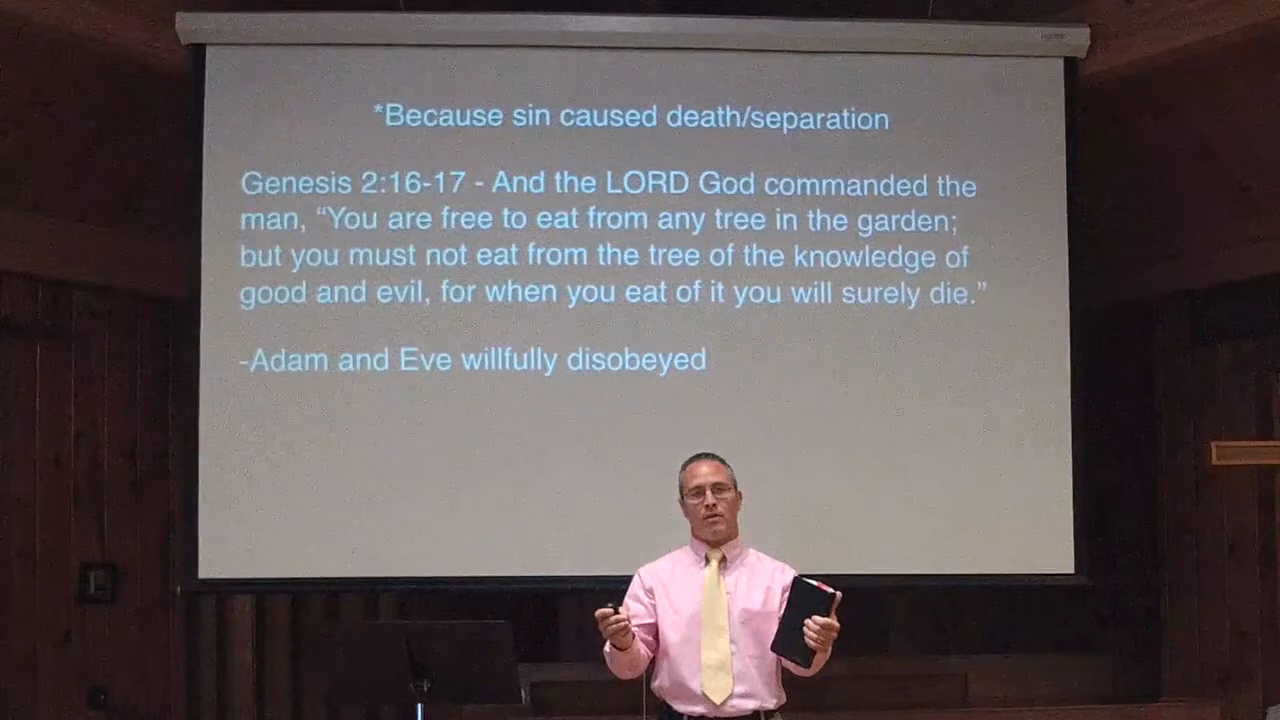 *Because sin caused death/separation
Genesis 2:16-17 - And the LORD God commanded the
man, “You are free to eat from any tree in the garden;
but you must not eat from the tree of the knowledge of
good and evil, for when you eat of it you will surely die.”
-Adam and Eve willfully disobeyed